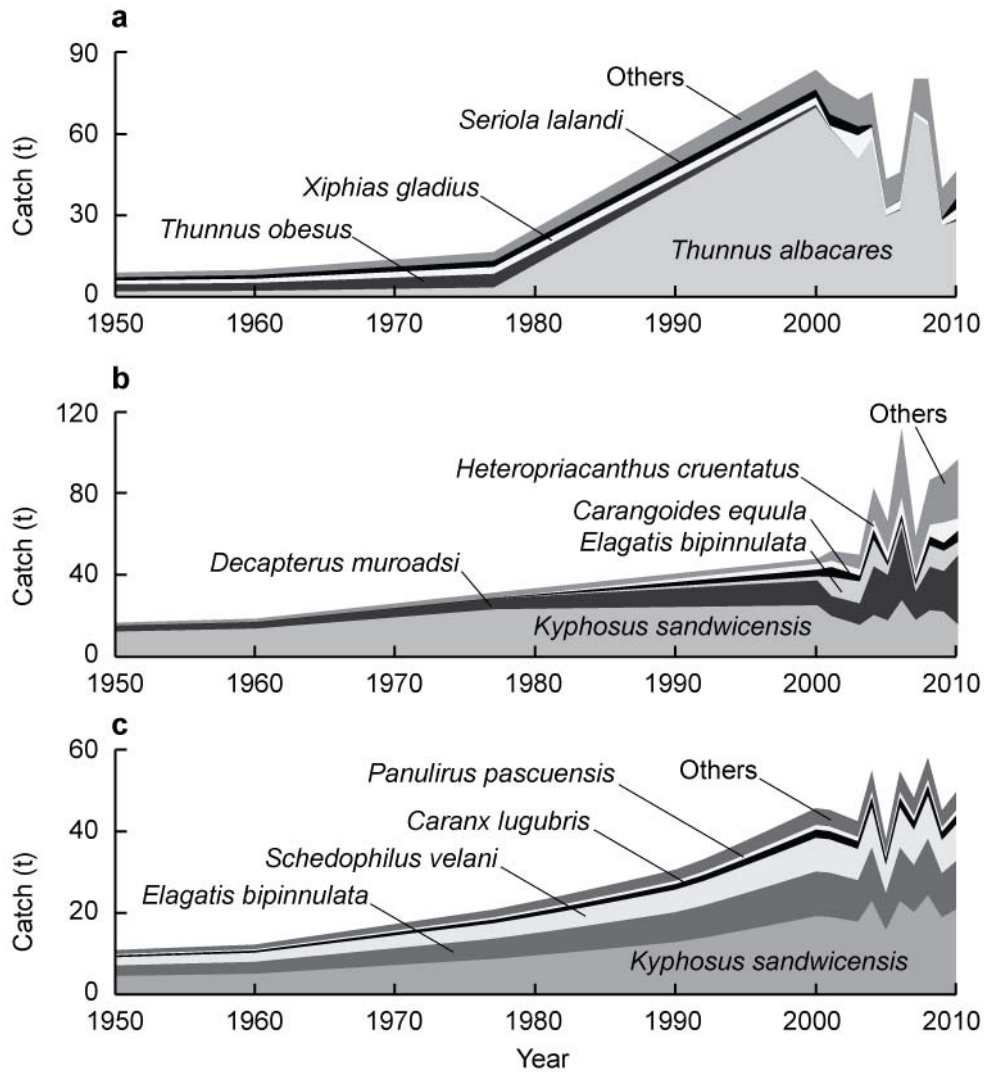 a
Catch (t)
90
60
30
0
Others
Seriola lalandi
Xiphias gladius
Thunnus obesus
Thunnus albacares
1950 1960 1970 1980 1990 2000 2010
b
Catch (t)
120
80
40
0
Others
Heteropriacanthus cruentatus
Carangoides equula
Elagatis bipinnulata
Decapterus muroadsi
Kyphosus sandwicensis
1950 1960 1970 1980 1990 2000 2010
c
Catch (t)
60
40
20
0
Panulirus pascuensis
Others
Caranx lugubris
Schedophilus velani
Elagatis bipinnulata
Kyphosus sandwicensis
1950 1960 1970 1980 1990 2000 2010
Year